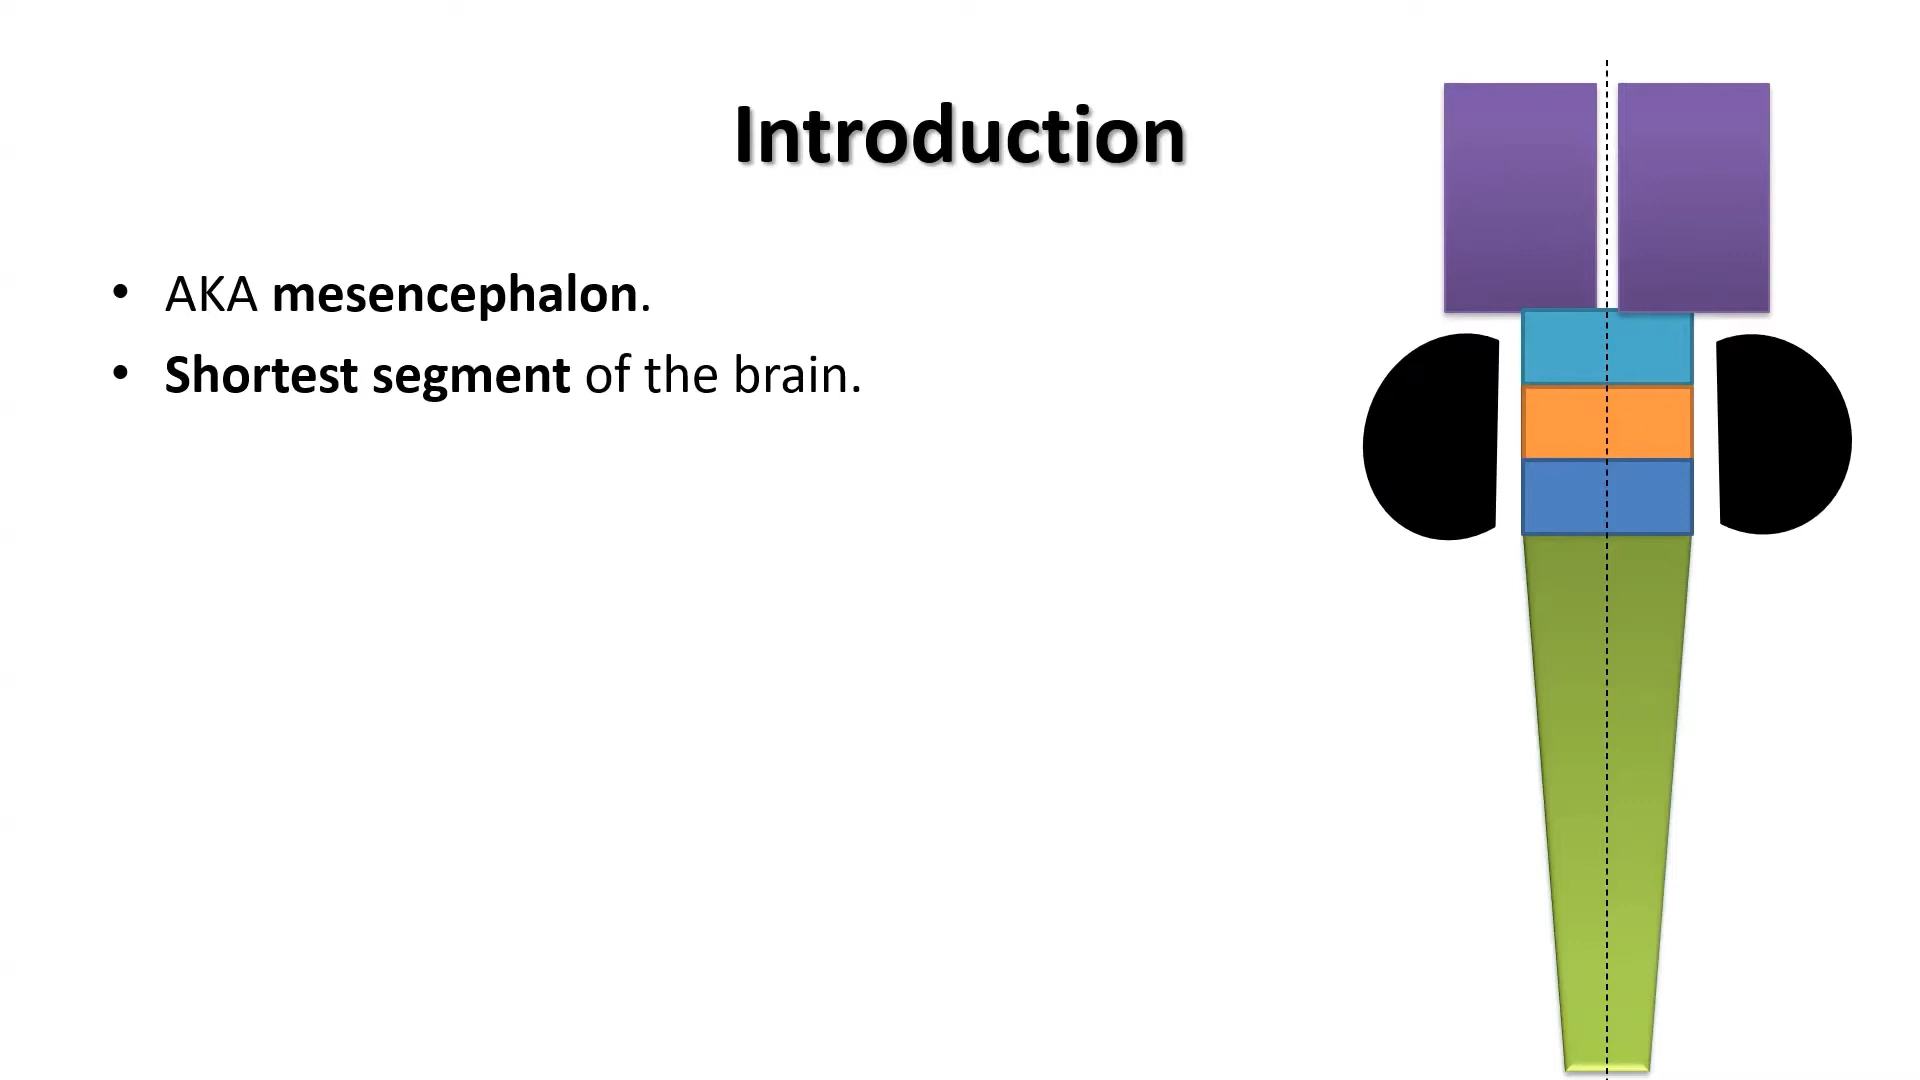 Introduction
• AKA mesencephalon.
• Shortest segment of the brain.